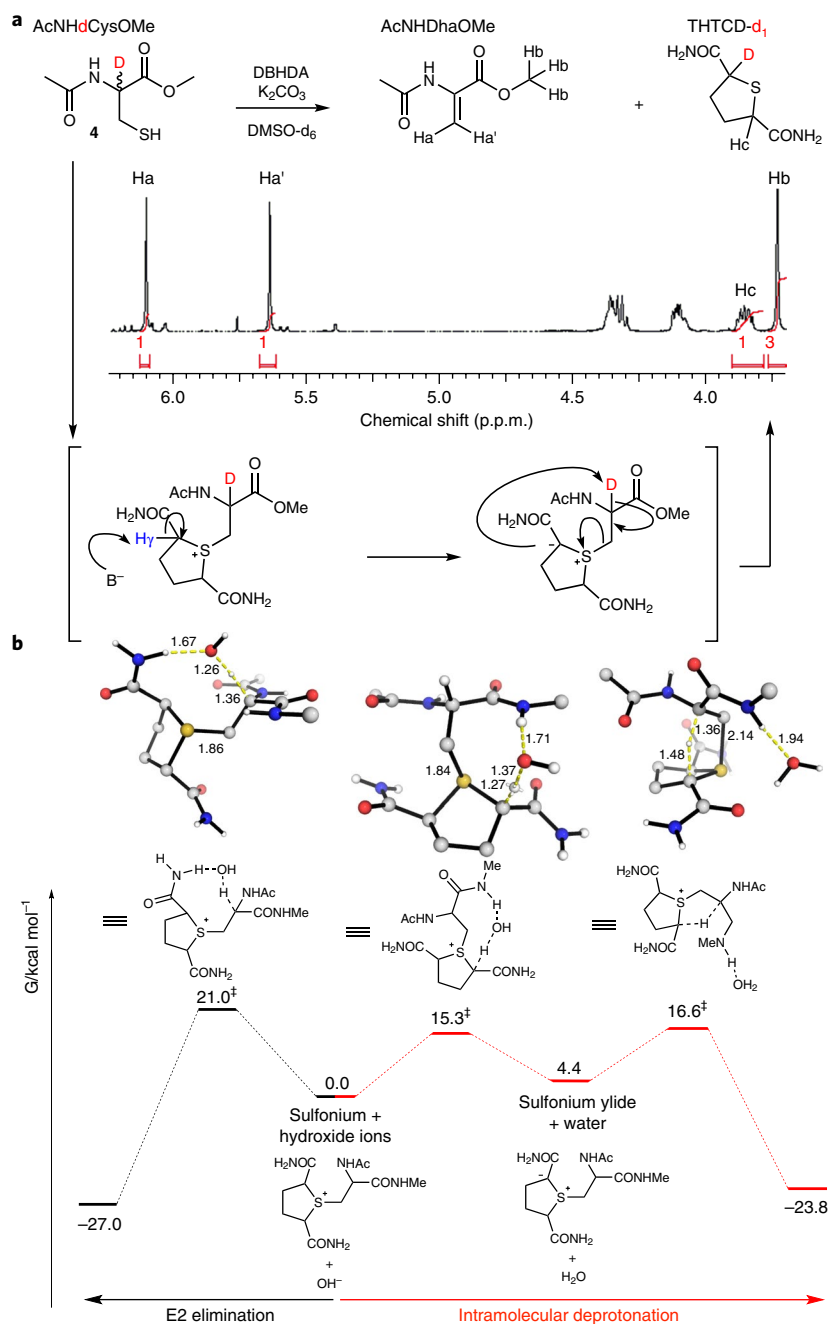 a
AcNHdCysOMe
AcNHDhaOMe
THTCD-d1
H
N
D
O
O
O
SH
4
DBHDA
K2CO3
DMSO-d6
H
N
O
O
O
Hb
Hb
Hb
Ha
Ha'
+
H2NOC
D
S
CONH2
Hc
Ha
Ha'
Hb
Hc
1
1
1
3
6.0
5.5
5.0
4.5
4.0
Chemical shift (p.p.m.)
H2NOC
AcHN
D
O
OMe
Hγ
S
+
B−
CONH2
H2NOC
AcHN
D
O
OMe
−
S
+
CONH2
b
1.67
1.26
1.36
1.86
1.71
1.84
1.37
1.27
1.36
2.14
1.48
1.94
H
N
H
OH
O
H
NHAc
CONHMe
S
+
CONH2
O
Me
N
H
OH
AcHN
H2NOC
S
+
H
CONH2
H2NOC
S
+
NHAc
H
H2NOC
MeN
H
OH2
G/kcal mol−1
21.0‡
15.3‡
16.6‡
0.0
4.4
−27.0
−23.8
Sulfonium +
hydroxide ions
Sulfonium ylide
+ water
H2NOC
NHAc
CONHMe
S
+
CONH2
+
OH−
H2NOC
NHAc
CONHMe
−
S
+
CONH2
+
H2O
E2 elimination
Intramolecular deprotonation